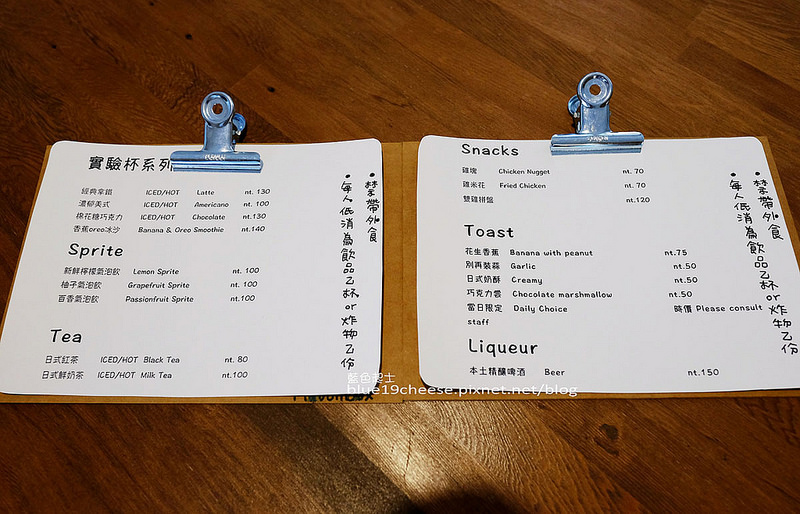 實驗杯系列
經典拿鐵 ICED/HOT Latte nt. 130
濃郁美式 ICED/HOT Americano nt. 100
棉花糖巧克力 ICED/HOT Chocolate nt.130
香蕉oreo冰沙 Banana & Oreo Smoothie nt.140
Sprite
新鮮檸檬氣泡飲 Lemon Sprite nt. 100
柚子氣泡飲 Grapefruit Sprite nt. 100
百香氣泡飲 Passionfruit Sprite nt.100
Tea
日式紅茶 ICED/HOT Black Tea nt. 80
日式鮮奶茶 ICED/HOT Milk Tea nt.100
•禁帶外食
•每人低消為飲品乙杯or炸物乙份
Snacks
雞塊 Chicken Nugget nt. 70
雞米花 Fried Chicken nt. 70
雙雞拼盤 nt.120
Toast
花生香蕉 Banana with peanut nt.75
別再裝蒜 Garlic nt.50
日式奶酥 Creamy nt.50
巧克力雲 Chocolate marshmallow nt.50
當日限定 Daily Choice 時價 Please consult
staff
Liqueur
本土精釀啤酒 Beer nt.150
•禁帶外食
•每人低消為飲品乙杯or炸物乙份
藍色起士
blue19cheese.pixnet.net/blog